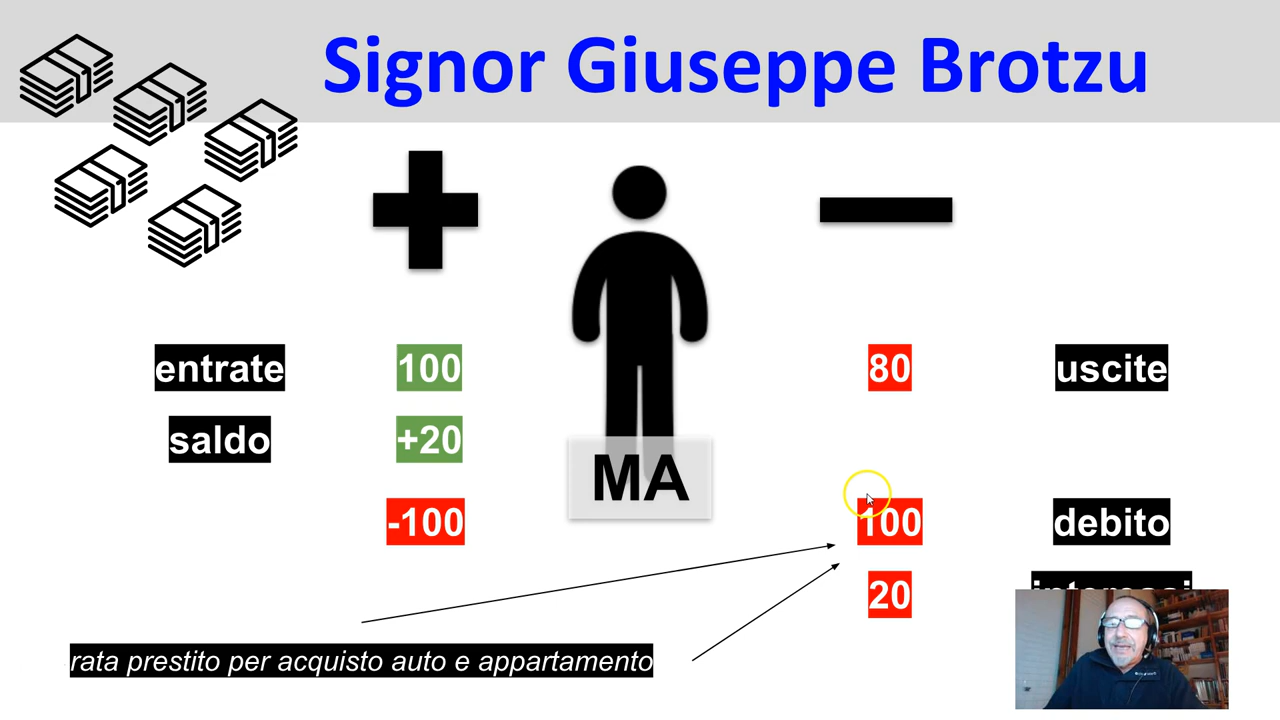 Signor Giuseppe Brotzu
entrate 100 80 uscite
saldo +20
MA
-100 100 debito
20
rata prestito per acquisto auto e appartamento